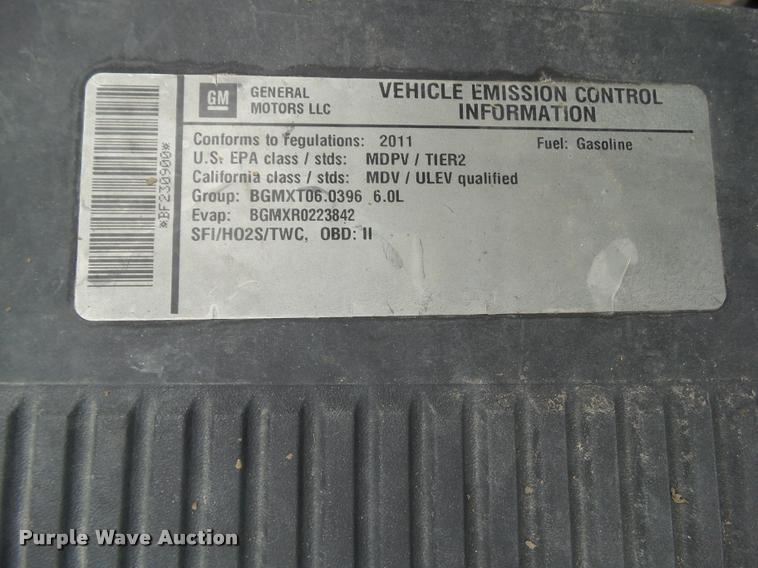 GM
GENERAL
MOTORS LLC
VEHICLE EMISSION CONTROL
INFORMATION
Conforms to regulations: 2011 Fuel: Gasoline
U.S. EPA class / stds: MDPV / TIER2
California class / stds: MDV / ULEV qualified
Group: BGMXT06.0396 6.0L
Evap: BGMXR0223842
SFI/HO2S/TWC, OBD: II
*BF230900*
Purple Wave Auction®